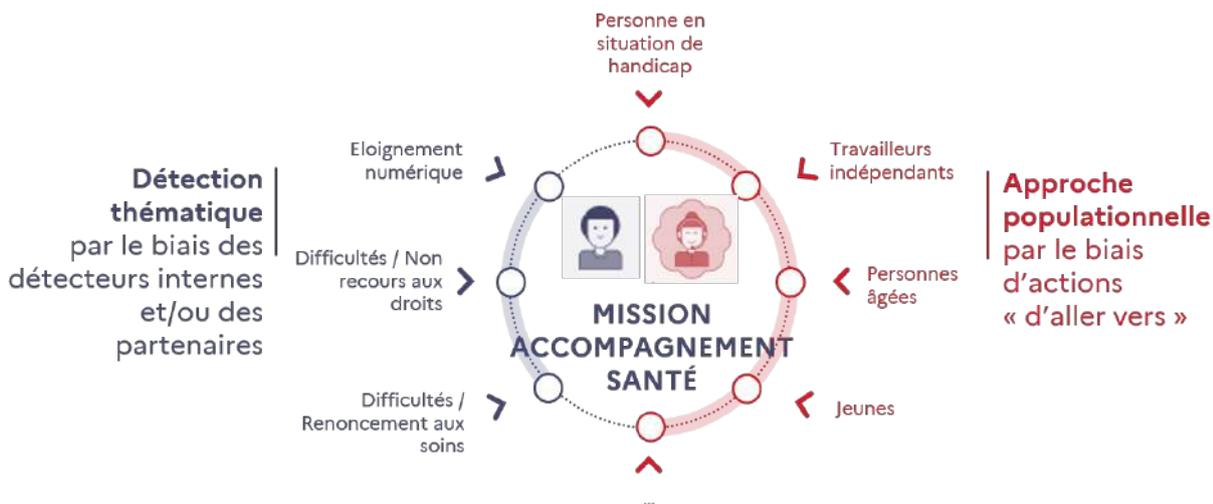 Personne en
situation de
handicap
Eloignement
numérique
Travailleurs
indépendants
Détection
thématique
par le biais des
détecteurs internes
et/ou des
partenaires
Difficultés / Non
recours aux
droits
Personnes
âgées
Approche
populationnelle
par le biais
d'actions
« d'aller vers »
MISSION
ACCOMPAGNEMENT
SANTÉ
Difficultés /
Renoncement aux
soins
Jeunes